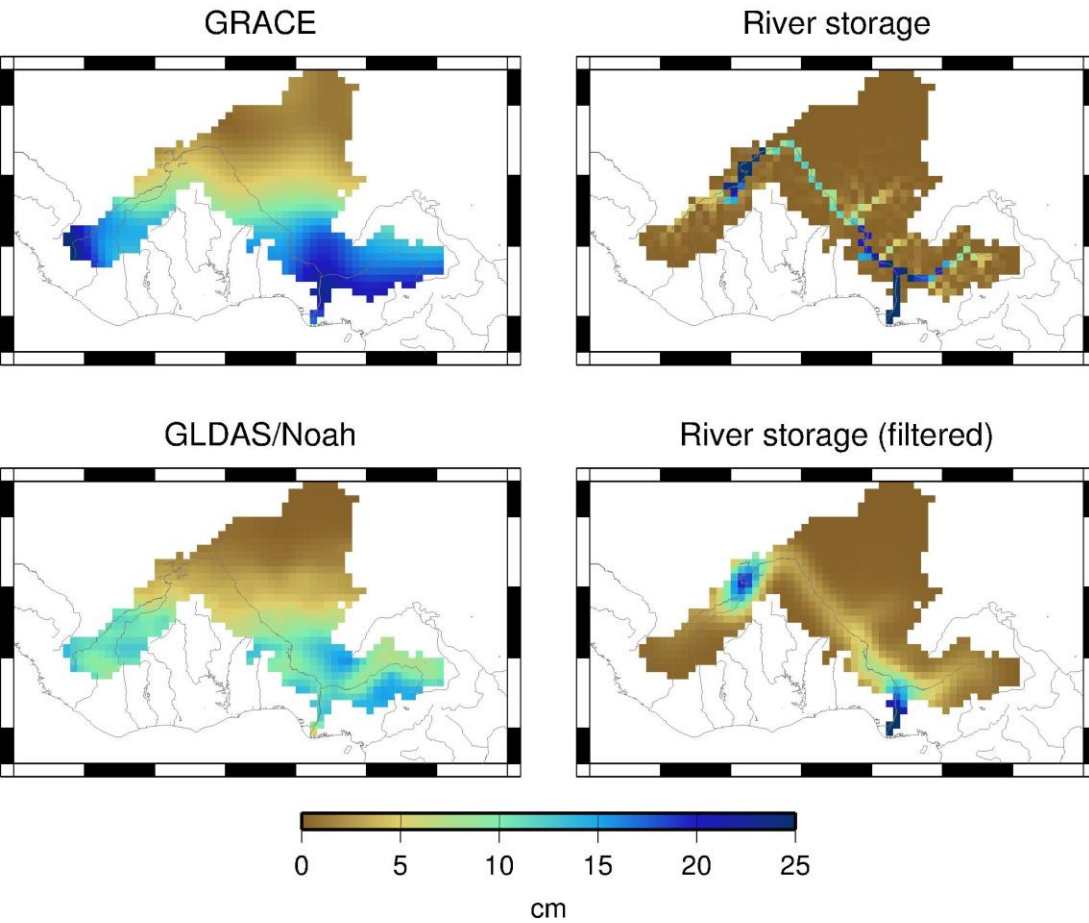 GRACE
River storage
GLDAS/Noah
River storage (filtered)
0 5 10 15 20 25
cm